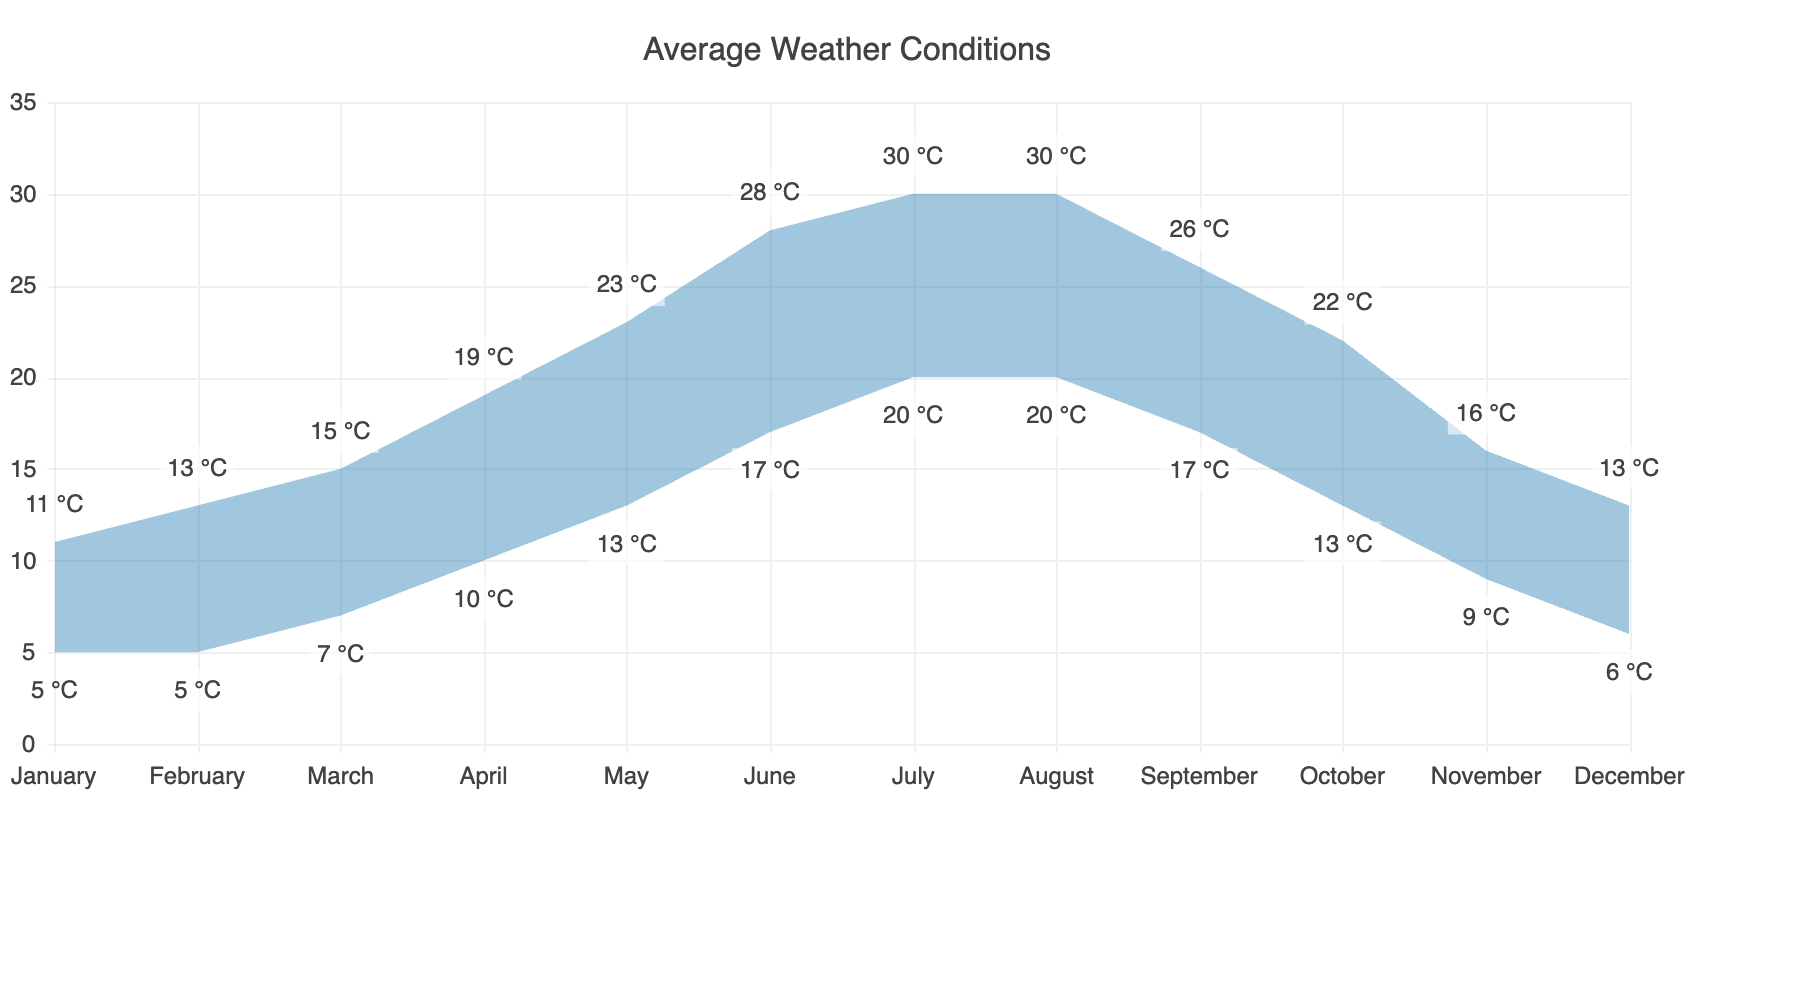 Average Weather Conditions
35
30 °C 30 °C
30
28 °C
26 °C
25
23 °C
22 °C
20
19 °C
20 °C 20 °C
16 °C
15 °C
15
13 °C
17 °C
17 °C
13 °C
11 °C
10
13 °C
13 °C
10 °C
9 °C
5
7 °C
6 °C
5 °C
5 °C
0
January February March April May June July August September October November December